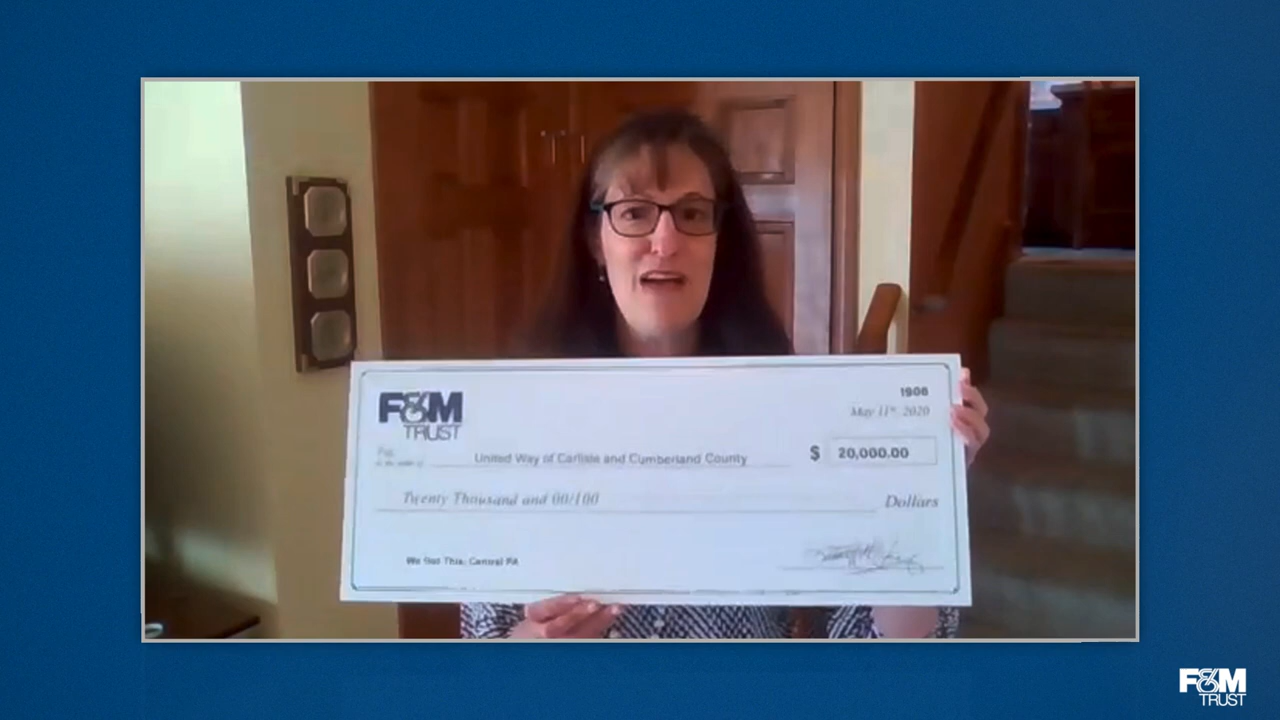 F&M
TRUST
1906
May 11th, 2020
United Way of Carlisle and Cumberland County
$ 20,000.00
Twenty Thousand and 00/100
Dollars
We Got This, Central PA
F&M
TRUST